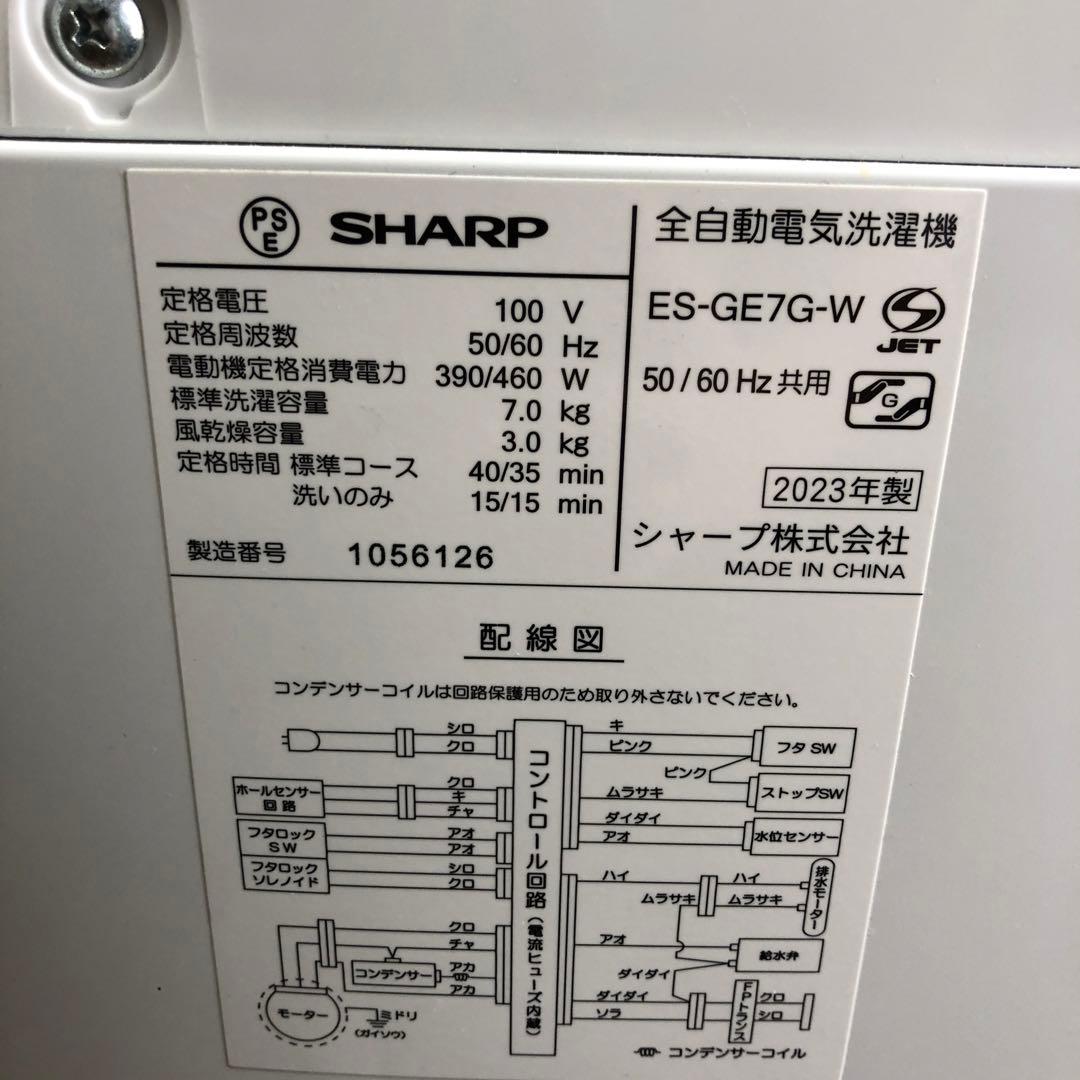 PSE SHARP
定格電圧 100 V
定格周波数 50/60 Hz
電動機定格消費電力 390/460 W
標準洗濯容量 7.0 kg
風乾燥容量 3.0 kg
定格時間 標準コース 40/35 min
洗いのみ 15/15 min
製造番号 1056126
全自動電気洗濯機
ES-GE7G-W JET
50/60 Hz 共用 G
2023年製
シャープ株式会社
MADE IN CHINA
配線図
コンデンサーコイルは回路保護用のため取り外さないでください。
シロ
クロ
ホールセンサー
回路
クロ
キ
チャ
フタロック
SW
アオ
アオ
フタロック
ソレノイド
シロ
クロ
クロ
チャ
コンデンサー
アカ
アカ
モーター
ミドリ
(ガイソウ)
コントロール回路(電流ヒューズ内蔵)
キ
ピンク
フタ SW
ピンク
ムラサキ
ストップSW
ダイダイ
アオ
水位センサー
ハイ
ハイ
ムラサキ
ムラサキ
排水モーター
アオ
給水弁
ダイダイ
ダイダイ
ソラ
FPトランス
クロ
シロ
コンデンサーコイル